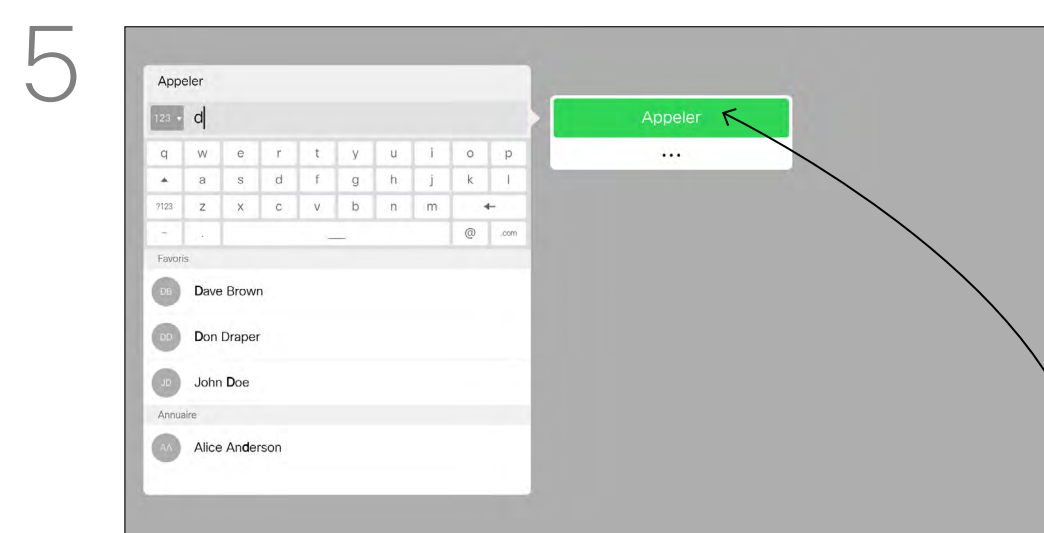 5
Appeler
123 d
Appeler
...
q w e r t y u i o p
a s d f g h j k l
?123 z x c v b n m
~ . __ @ .com
Favoris
DB Dave Brown
DD Don Draper
JD John Doe
Annuaire
AA Alice Anderson